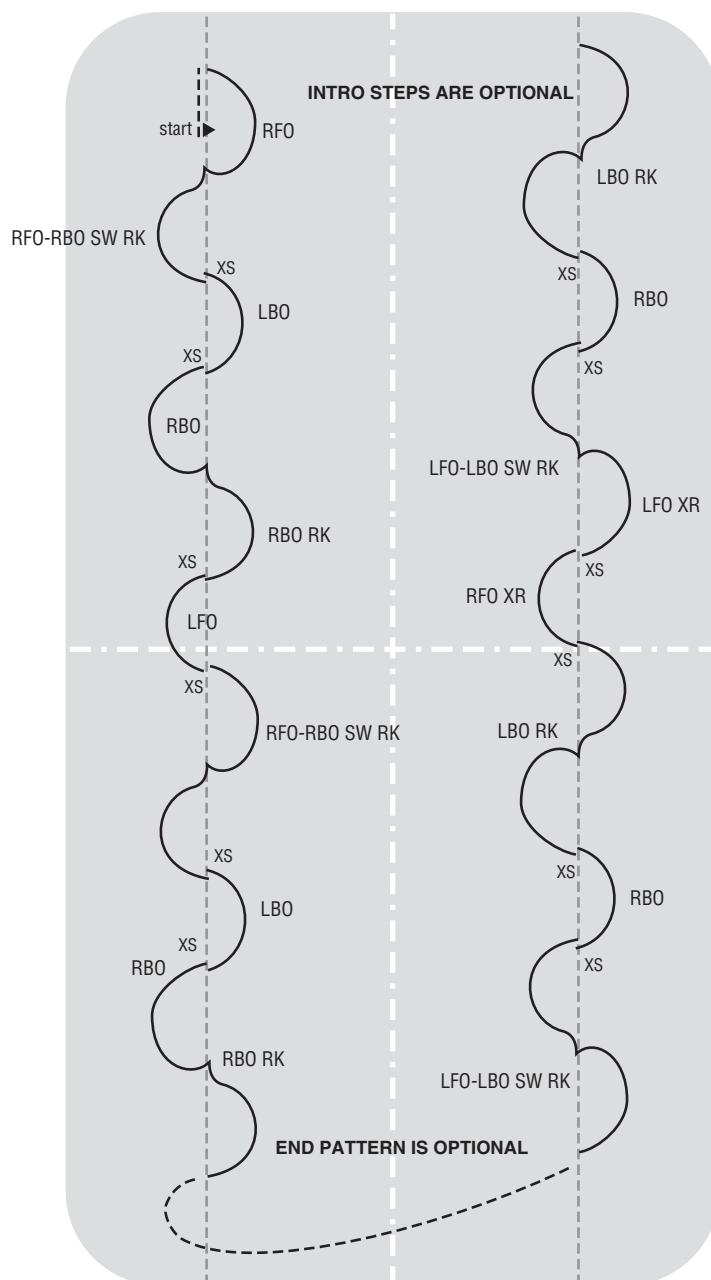 INTRO STEPS ARE OPTIONAL
start
RFO
RFO-RBO SW RK
XS
LBO
XS
RBO
RBO RK
XS
LFO
XS
RFO-RBO SW RK
XS
LBO
XS
RBO
RBO RK
END PATTERN IS OPTIONAL
LBO RK
XS
RBO
XS
LFO-LBO SW RK
LFO XR
XS
RFO XR
XS
LBO RK
XS
RBO
XS
LFO-LBO SW RK